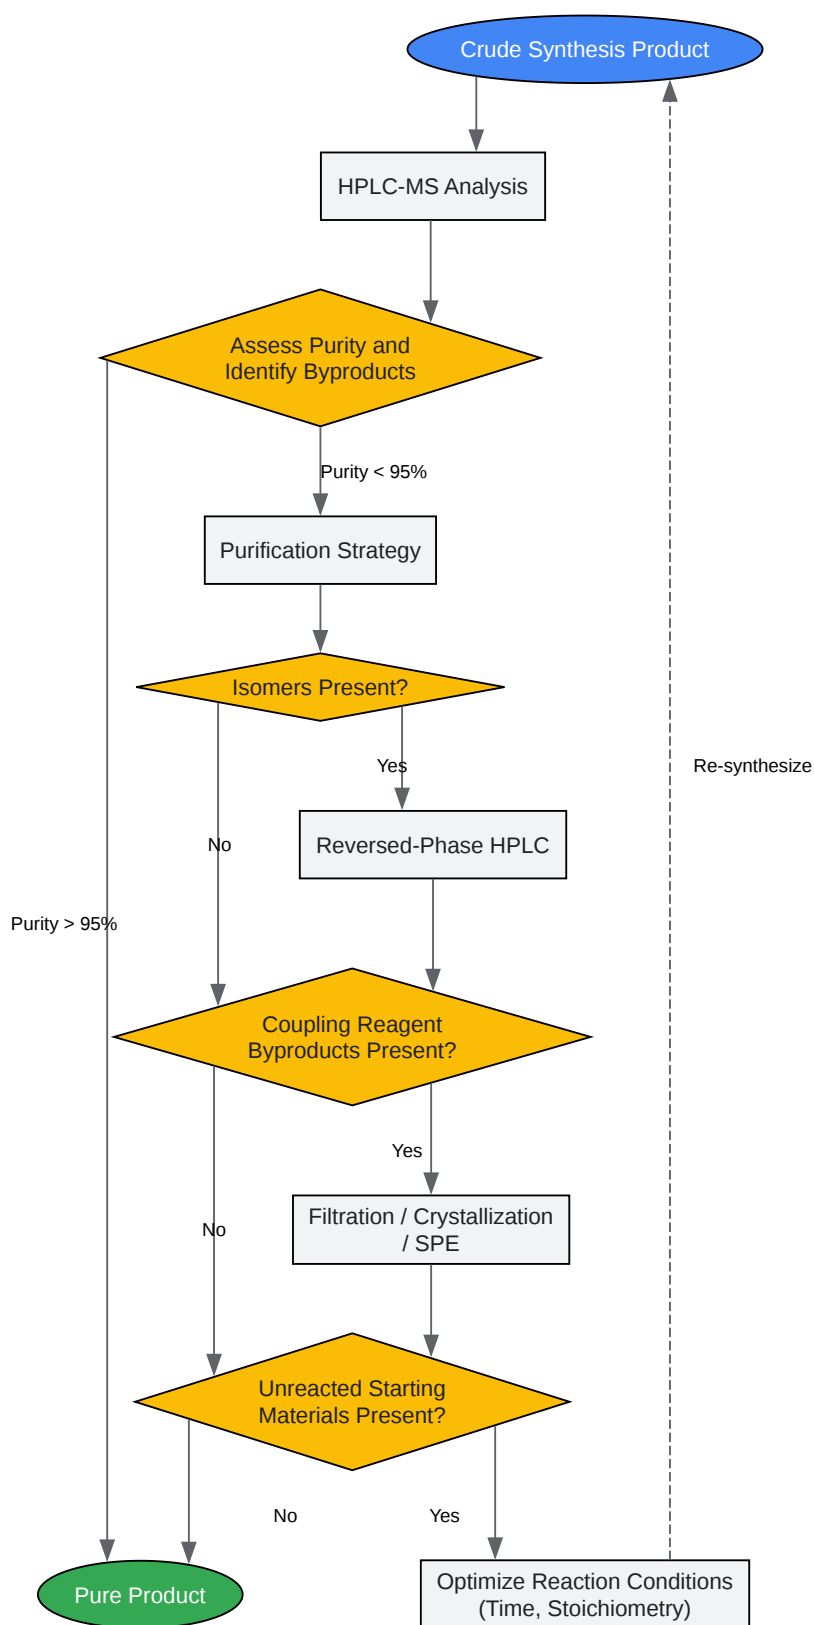 Crude Synthesis Product
HPLC-MS Analysis
Assess Purity and
Identify Byproducts
Purity < 95%
Purification Strategy
Isomers Present?
Yes
Re-synthesize
No
Reversed-Phase HPLC
Purity > 95%
Coupling Reagent
Byproducts Present?
Yes
Filtration / Crystallization
/ SPE
No
Unreacted Starting
Materials Present?
No
Yes
Pure Product
Optimize Reaction Conditions
(Time, Stoichiometry)